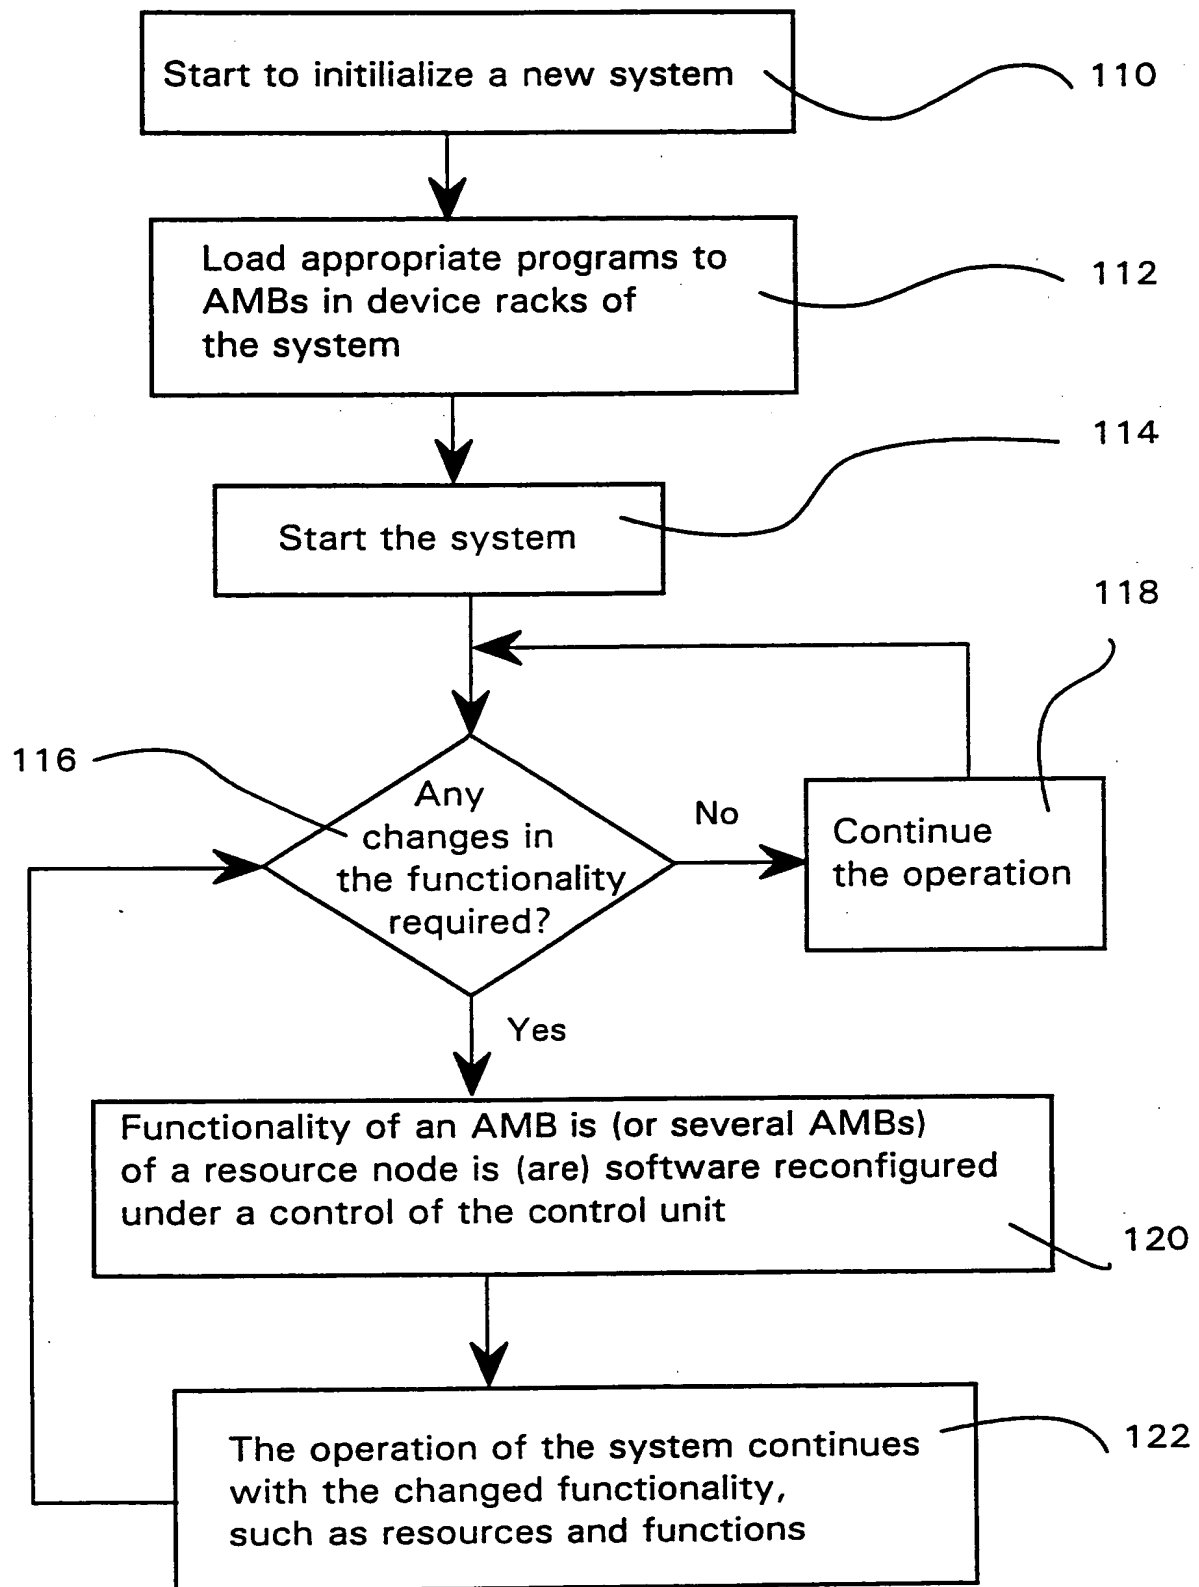 Start to initilialize a new system
110
Load appropriate programs to
AMBs in device racks of
the system
112
Start the system
114
118
116
Any
changes in
the functionality
required?
No
Continue
the operation
Yes
Functionality of an AMB is (or several AMBs)
of a resource node is (are) software reconfigured
under a control of the control unit
120
The operation of the system continues
with the changed functionality,
such as resources and functions
122